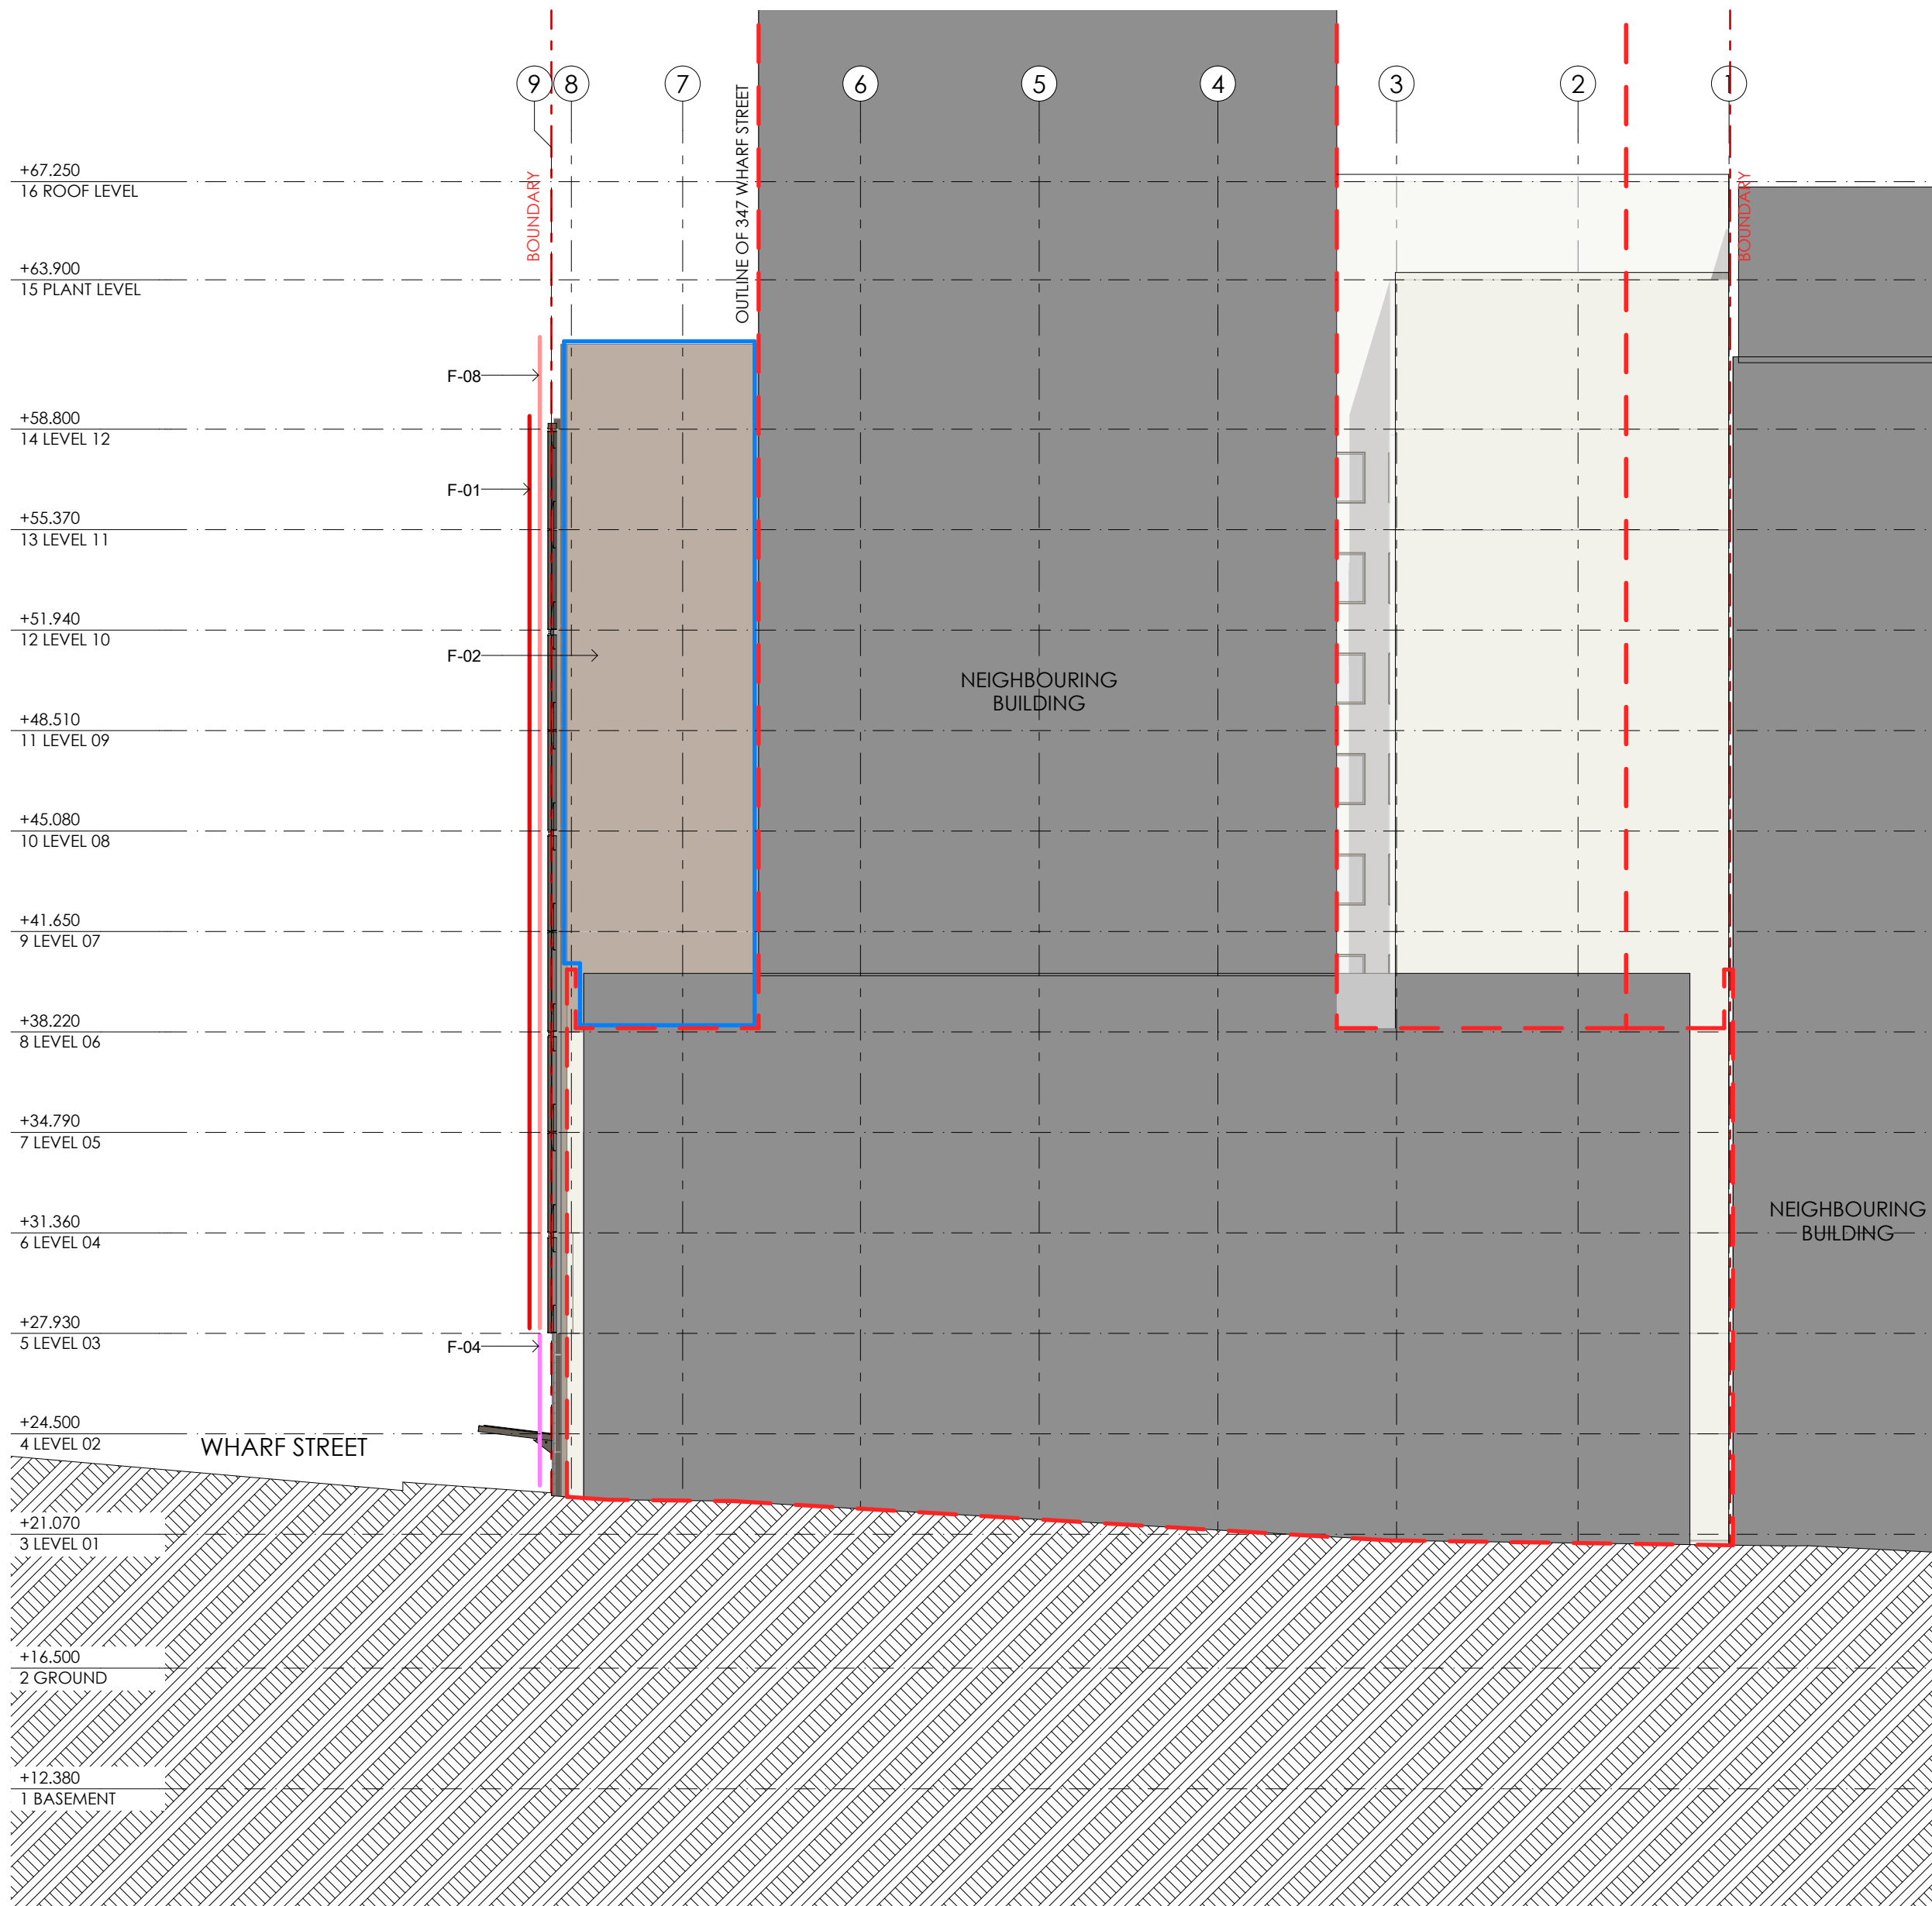 9
8
7
6
5
4
3
2
1
OUTLINE OF 347 WHARF STREET
BOUNDARY
BOUNDARY
+67.250
16 ROOF LEVEL
+63.900
15 PLANT LEVEL
F-08
+58.800
14 LEVEL 12
F-01
+55.370
13 LEVEL 11
+51.940
12 LEVEL 10
F-02
NEIGHBOURING
BUILDING
+48.510
11 LEVEL 09
+45.080
10 LEVEL 08
+41.650
9 LEVEL 07
+38.220
8 LEVEL 06
+34.790
7 LEVEL 05
NEIGHBOURING
BUILDING
+31.360
6 LEVEL 04
+27.930
5 LEVEL 03
F-04
+24.500
4 LEVEL 02
WHARF STREET
+21.070
3 LEVEL 01
+16.500
2 GROUND
+12.380
1 BASEMENT